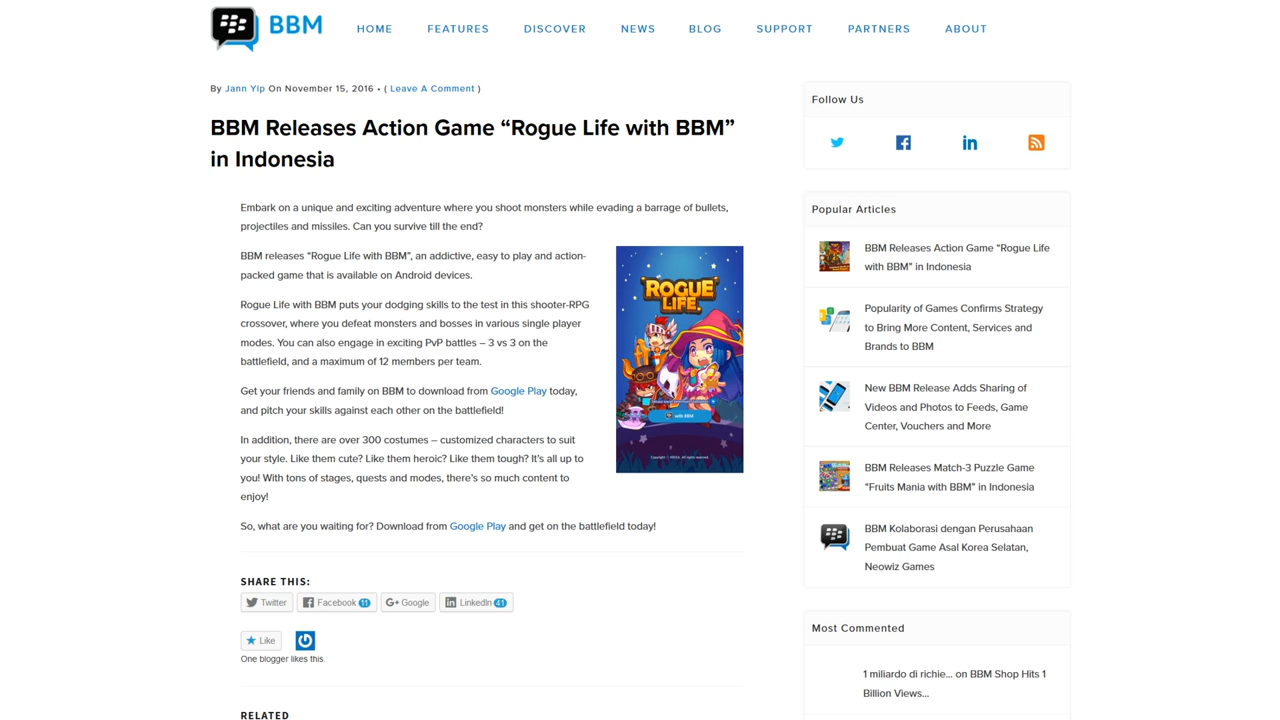 BBM
HOME
FEATURES
DISCOVER
NEWS
BLOG
SUPPORT
PARTNERS
ABOUT
By Jann Yip On November 15, 2016 • ( Leave A Comment )
BBM Releases Action Game “Rogue Life with BBM”
in Indonesia
Embark on a unique and exciting adventure where you shoot monsters while evading a barrage of bullets,
projectiles and missiles. Can you survive till the end?
BBM releases “Rogue Life with BBM”, an addictive, easy to play and action-
packed game that is available on Android devices.
Rogue Life with BBM puts your dodging skills to the test in this shooter-RPG
crossover, where you defeat monsters and bosses in various single player
modes. You can also engage in exciting PvP battles – 3 vs 3 on the
battlefield, and a maximum of 12 members per team.
Get your friends and family on BBM to download from Google Play today,
and pitch your skills against each other on the battlefield!
In addition, there are over 300 costumes – customized characters to suit
your style. Like them cute? Like them heroic? Like them tough? It’s all up to
you! With tons of stages, quests and modes, there’s so much content to
enjoy!
So, what are you waiting for? Download from Google Play and get on the battlefield today!
ROGUE
LIFE
with BBM
SHARE THIS:
Twitter
Facebook 11
G+ Google
LinkedIn 41
Like
One blogger likes this.
RELATED
Follow Us
Popular Articles
BBM Releases Action Game “Rogue Life
with BBM” in Indonesia
Popularity of Games Confirms Strategy
to Bring More Content, Services and
Brands to BBM
New BBM Release Adds Sharing of
Videos and Photos to Feeds, Game
Center, Vouchers and More
BBM Releases Match-3 Puzzle Game
“Fruits Mania with BBM” in Indonesia
BBM Kolaborasi dengan Perusahaan
Pembuat Game Asal Korea Selatan,
Neowiz Games
Most Commented
1 miliardo di richie... on BBM Shop Hits 1
Billion Views...